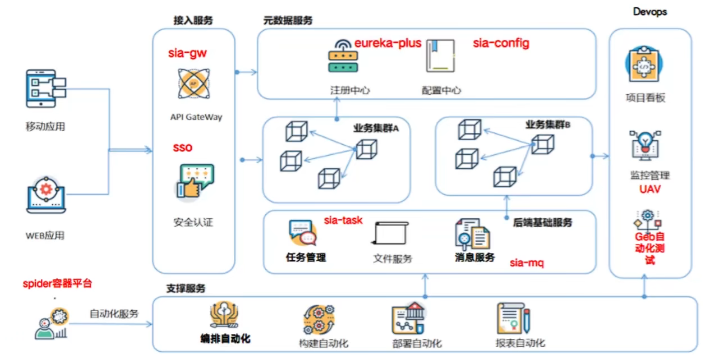 接入服务
元数据服务
Devops
sia-gw
eureka-plus
sia-config
API GateWay
注册中心
配置中心
移动应用
项目看板
业务集群A
业务集群B
sso
监控管理
UAV
安全认证
WEB应用
sia-task
后端基础服务
任务管理
文件服务
消息服务
sia-mq
Geb自动化测试
spider容器平台
支撑服务
自动化服务
编排自动化
构建自动化
部署自动化
报表自动化